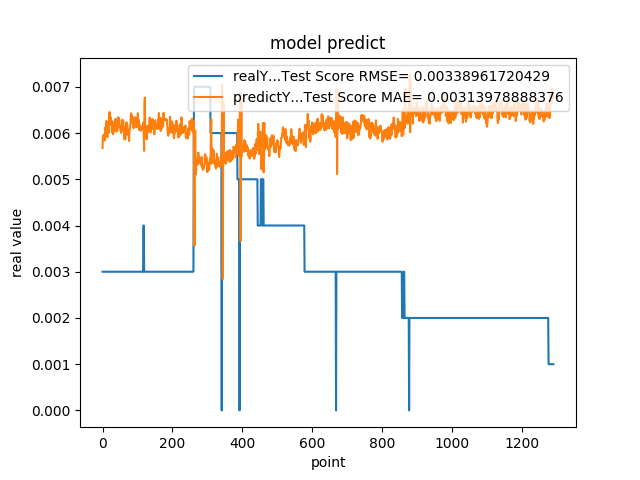 model predict
realY...Test Score RMSE= 0.00338961720429
predictY...Test Score MAE= 0.00313978888376
0.007
0.006
0.005
0.004
0.003
0.002
0.001
0.000
real value
0 200 400 600 800 1000 1200
point